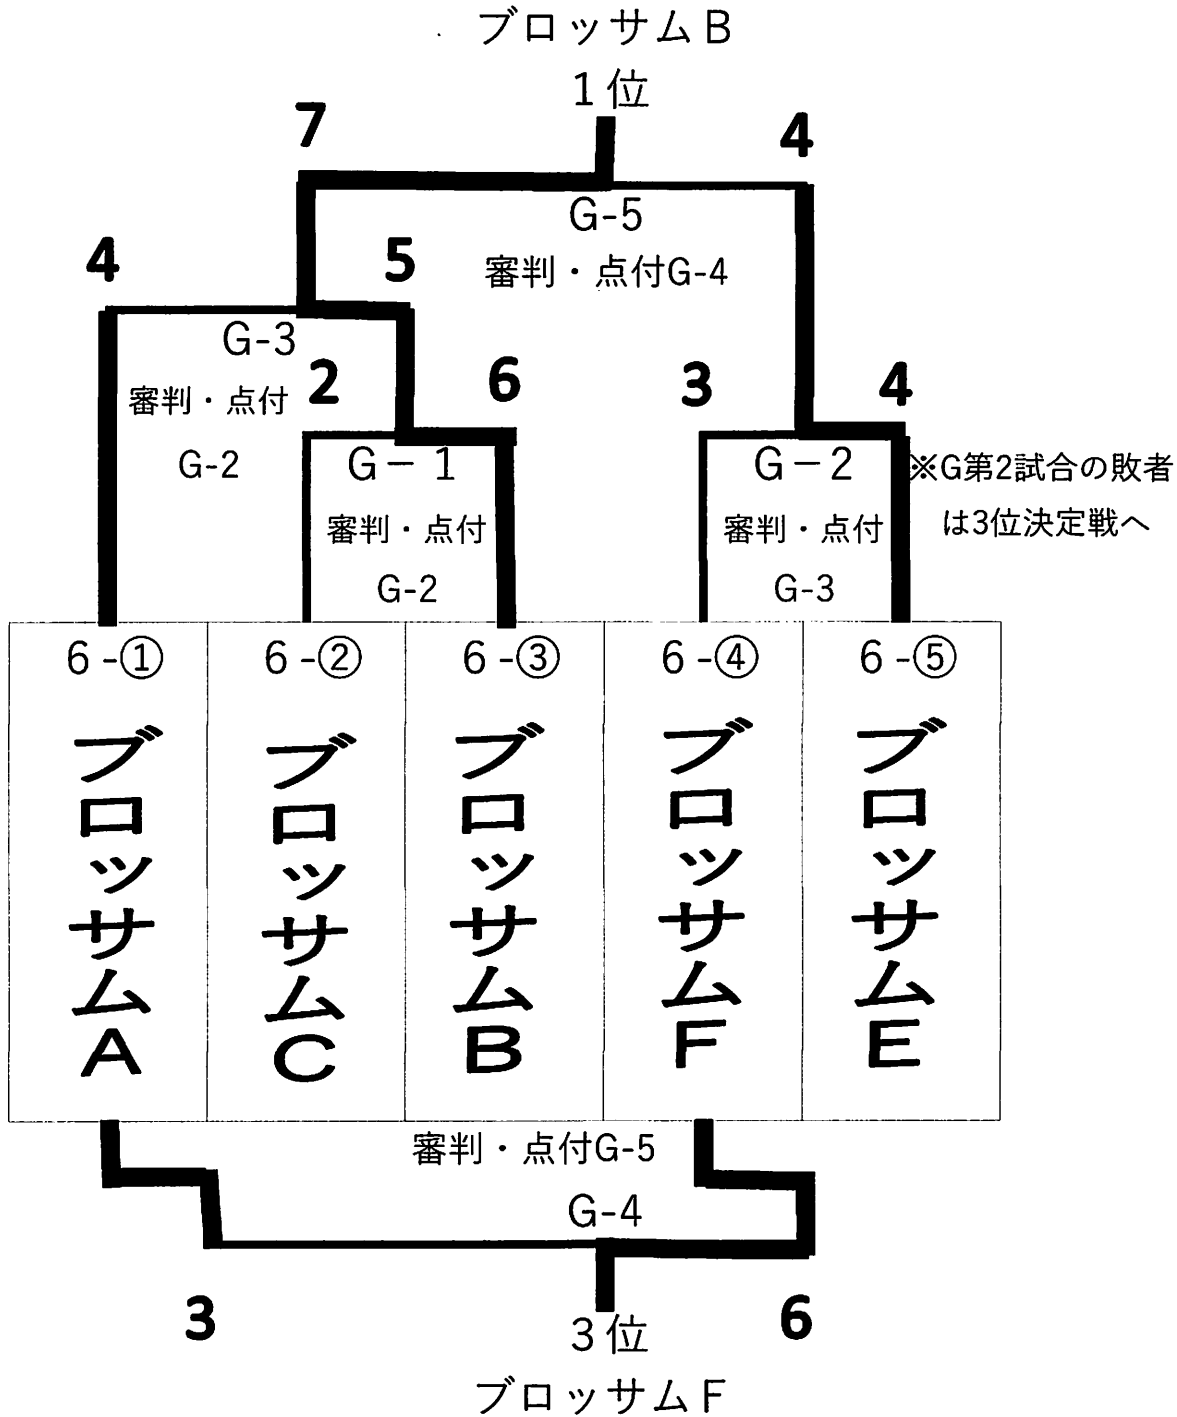 ブロッサムB
1位
7
4
G-5
審判・点付G-4
4
5
G-3
審判・点付
G-2
2
6
3
4
G－1
審判・点付
G-2
G－2
審判・点付
G-3
※G第2試合の敗者
は3位決定戦へ
6-①
6-②
6-③
6-④
6-⑤
ブロッサムA
ブロッサムC
ブロッサムB
ブロッサムF
ブロッサムE
審判・点付G-5
G-4
3
6
3位
ブロッサムF